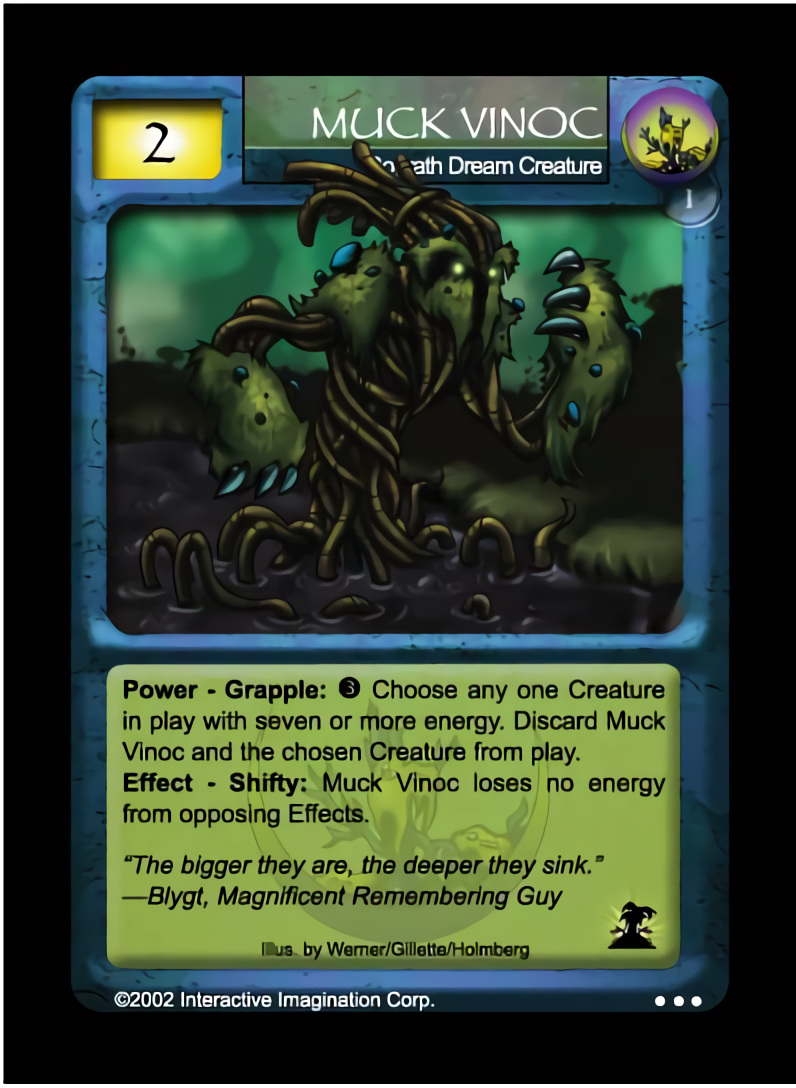 2
MUCK VINOC
Dream Creature
1
Power - Grapple: ❸ Choose any one Creature
in play with seven or more energy. Discard Muck
Vinoc and the chosen Creature from play.
Effect - Shifty: Muck Vinoc loses no energy
from opposing Effects.
"The bigger they are, the deeper they sink."
—Blygt, Magnificent Remembering Guy
Illus. by Werner/Gillette/Holmberg
©2002 Interactive Imagination Corp.